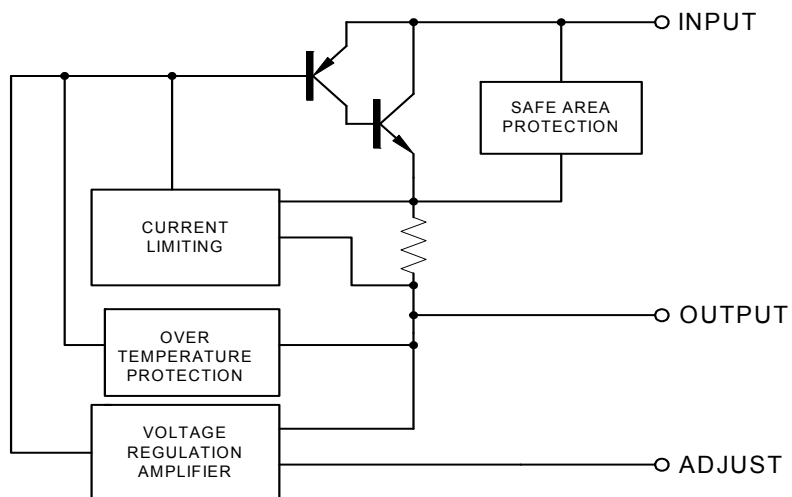 INPUT
SAFE AREA
PROTECTION
CURRENT
LIMITING
OUTPUT
OVER
TEMPERATURE
PROTECTION
VOLTAGE
REGULATION
AMPLIFIER
ADJUST